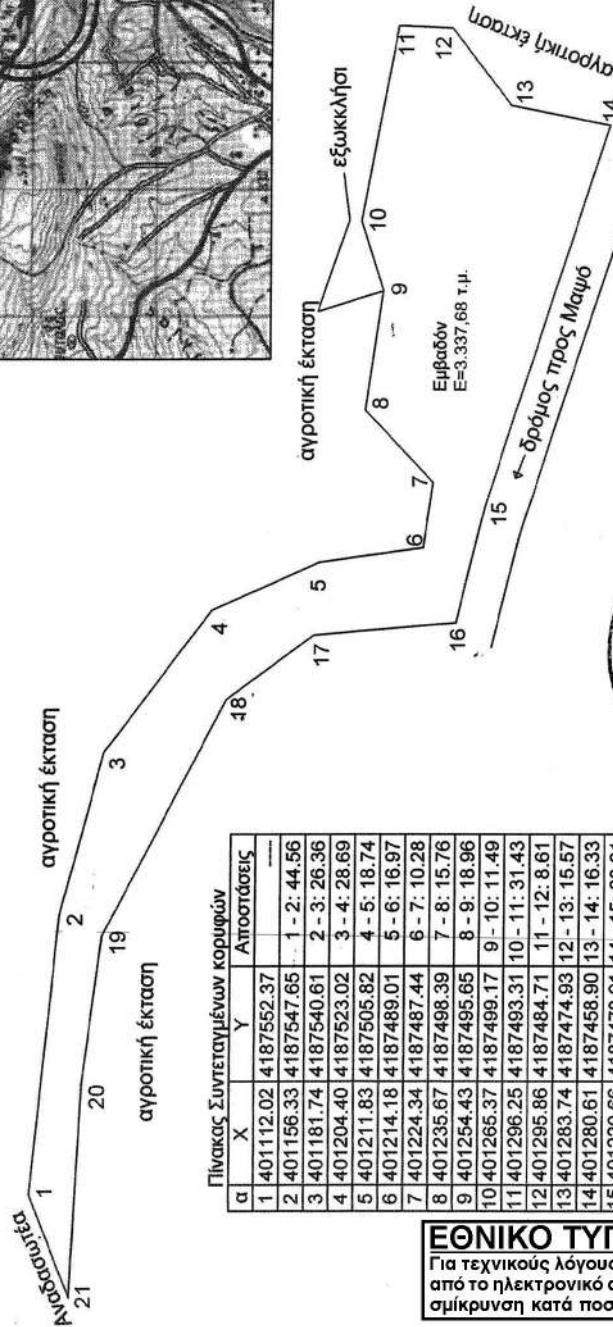 Αναδασωτέα
1
21
αγροτική έκταση
2
20
19
αγροτική έκταση
3
4
18
5
17
6
16
7
αγροτική έκταση
8
9
10
εξωκκλήσι
11
12
αγροτική έκταση
13
14
Εμβαδόν
E=3.337,68 τ.μ.
15
δρόμος προς Μαψό
Πίνακας Συντεταγμένων κορυφών
α X Y Αποστάσεις
1 401112.02 4187552.37 ----
2 401156.33 4187547.65 1 - 2: 44.56
3 401181.74 4187540.61 2 - 3: 26.36
4 401204.40 4187523.02 3 - 4: 28.69
5 401211.83 4187505.82 4 - 5: 18.74
6 401214.18 4187489.01 5 - 6: 16.97
7 401224.34 4187487.44 6 - 7: 10.28
8 401235.67 4187498.39 7 - 8: 15.76
9 401254.43 4187495.65 8 - 9: 18.96
10 401265.37 4187499.17 9 - 10: 11.49
11 401296.25 4187493.31 10 - 11: 31.43
12 401295.86 4187484.71 11 - 12: 8.61
13 401283.74 4187474.93 12 - 13: 15.57
14 401280.61 4187458.90 13 - 14: 16.33
ΕΘΝΙΚΟ ΤΥΠ
Για τεχνικούς λόγους
από το ηλεκτρονικό α
σμίκρυνση κατά ποσ